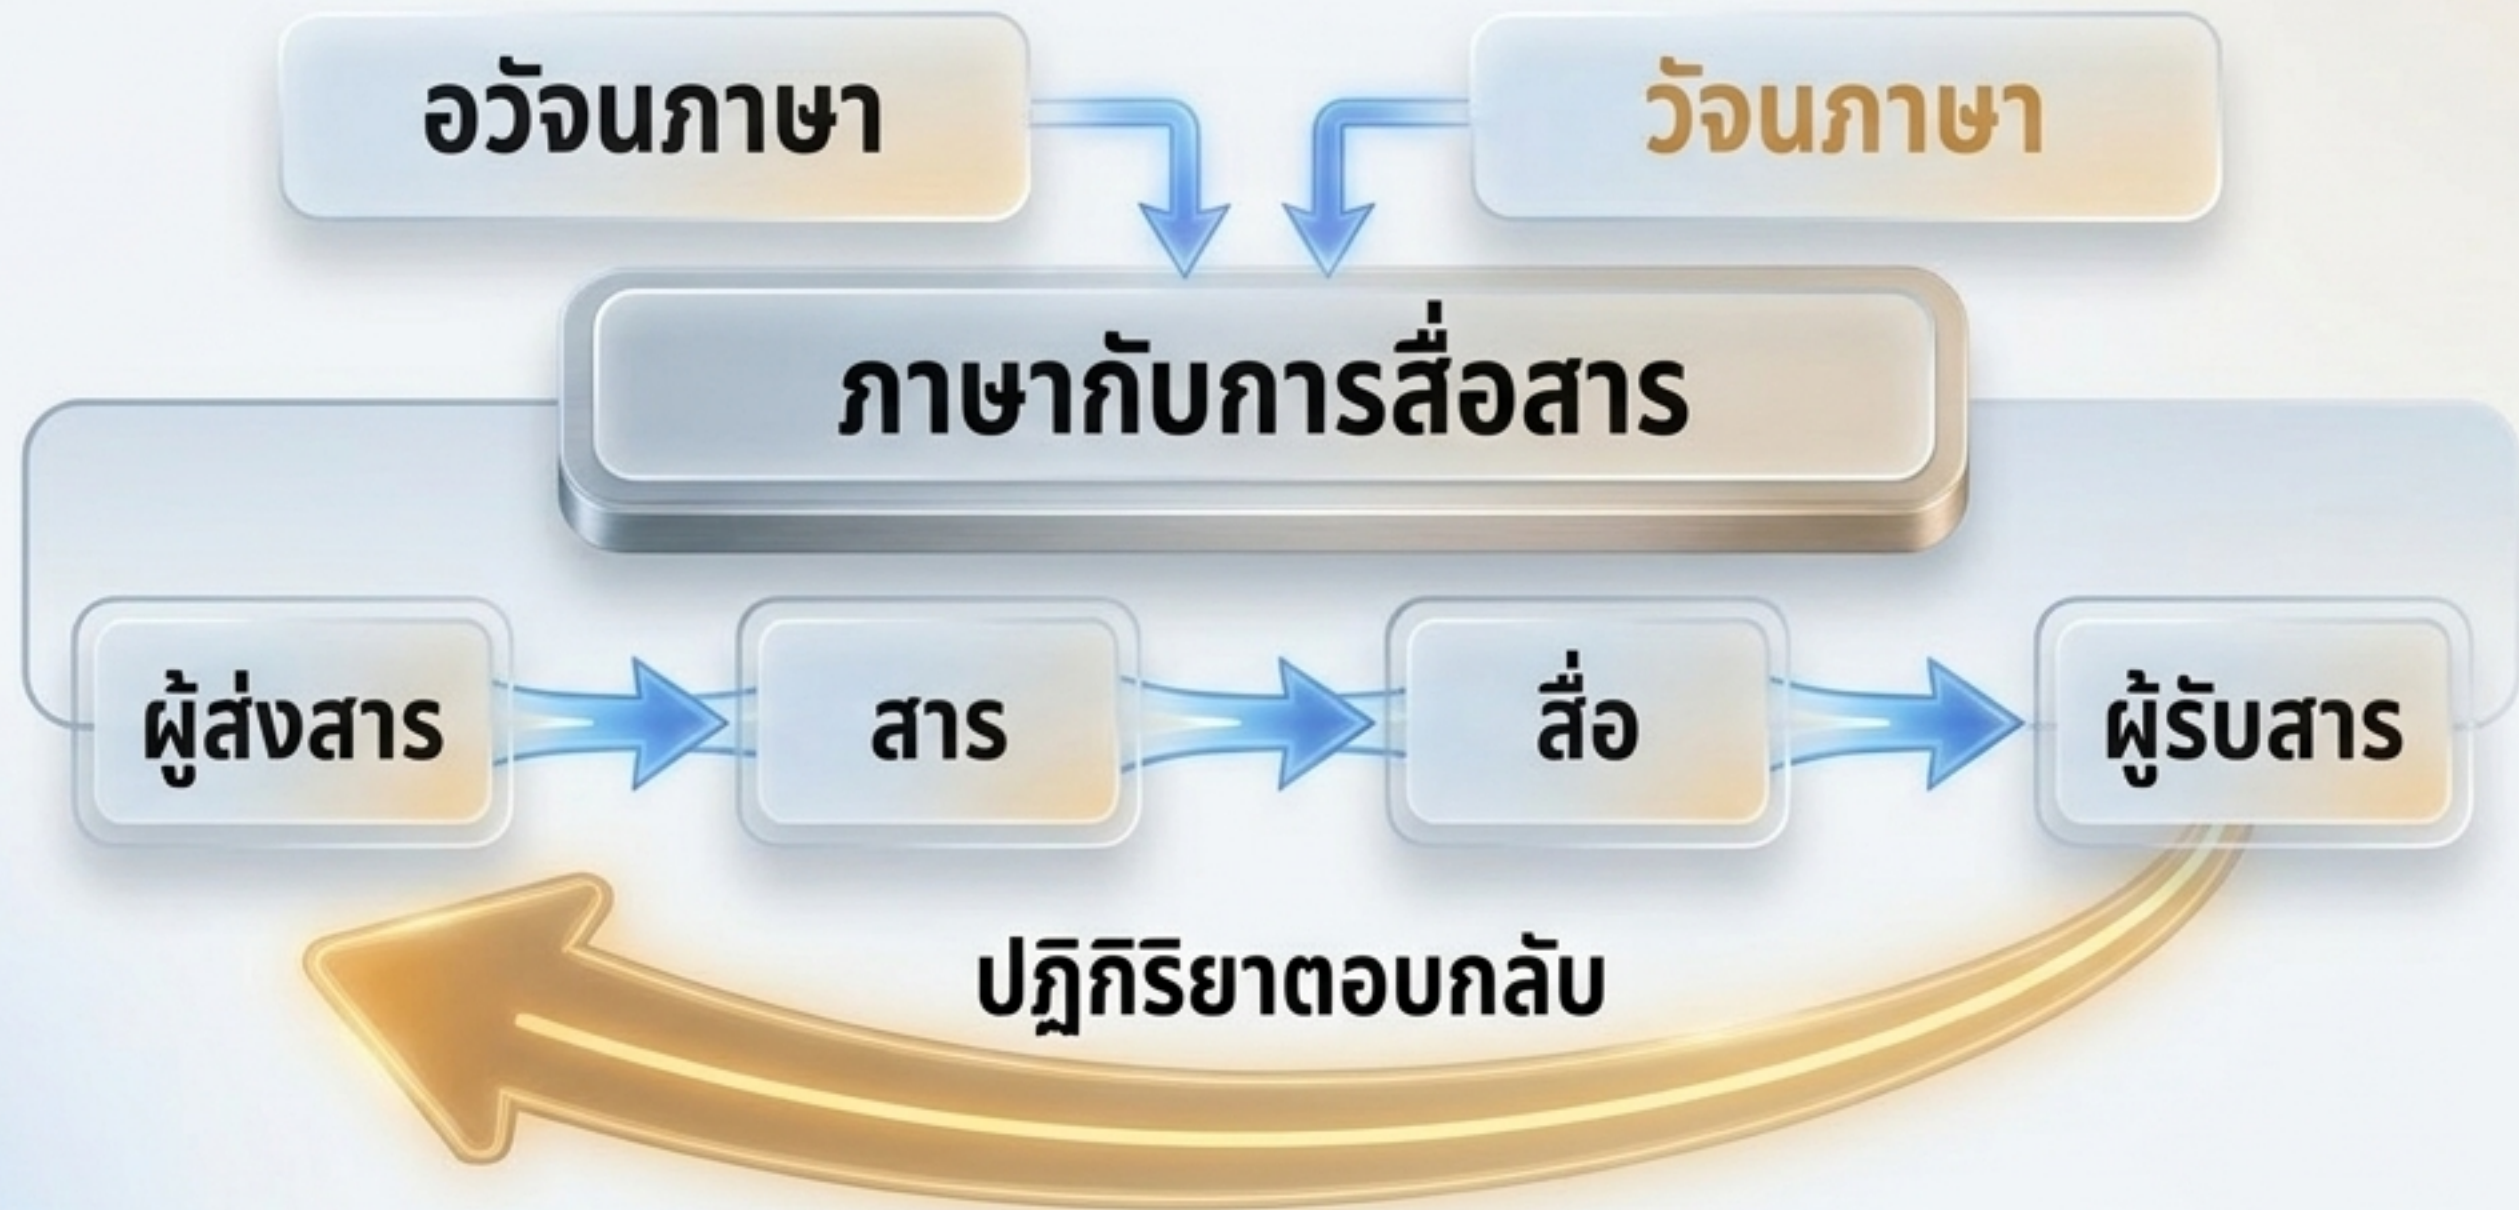 อวัจนภาษา
วัจนภาษา
ภาษากับการสื่อสาร
ผู้ส่งสาร
สาร
สื่อ
ผู้รับสาร
ปฏิกิริยาตอบกลับ